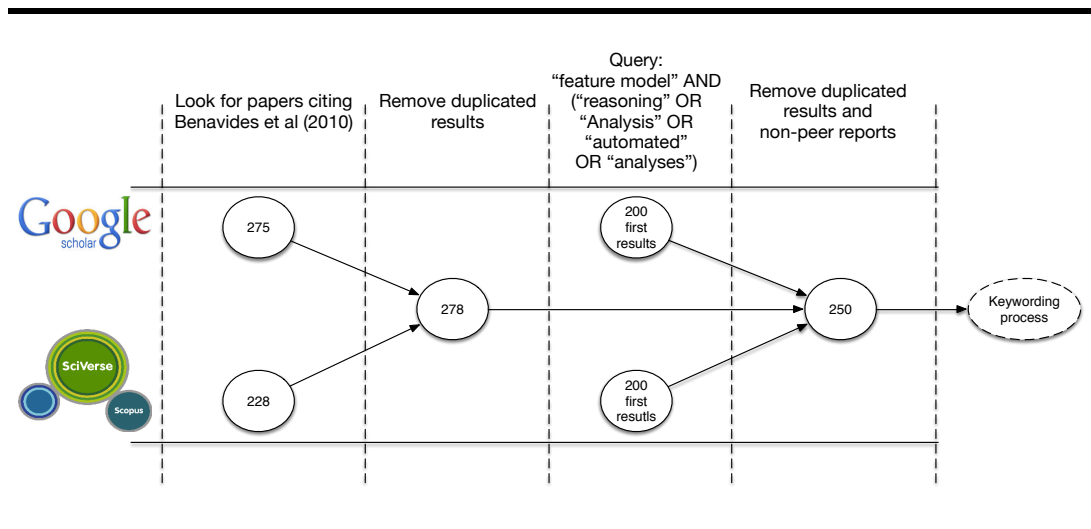 Look for papers citing
Benavides et al (2010)
Remove duplicated
results
Query:
“feature model” AND
(“reasoning” OR
“Analysis” OR
“automated”
OR “analyses”)
Remove duplicated
results and
non-peer reports
Google
scholar
275
200
first
results
278
250
Keywording
process
SciVerse
Scopus
228
200
first
resutls